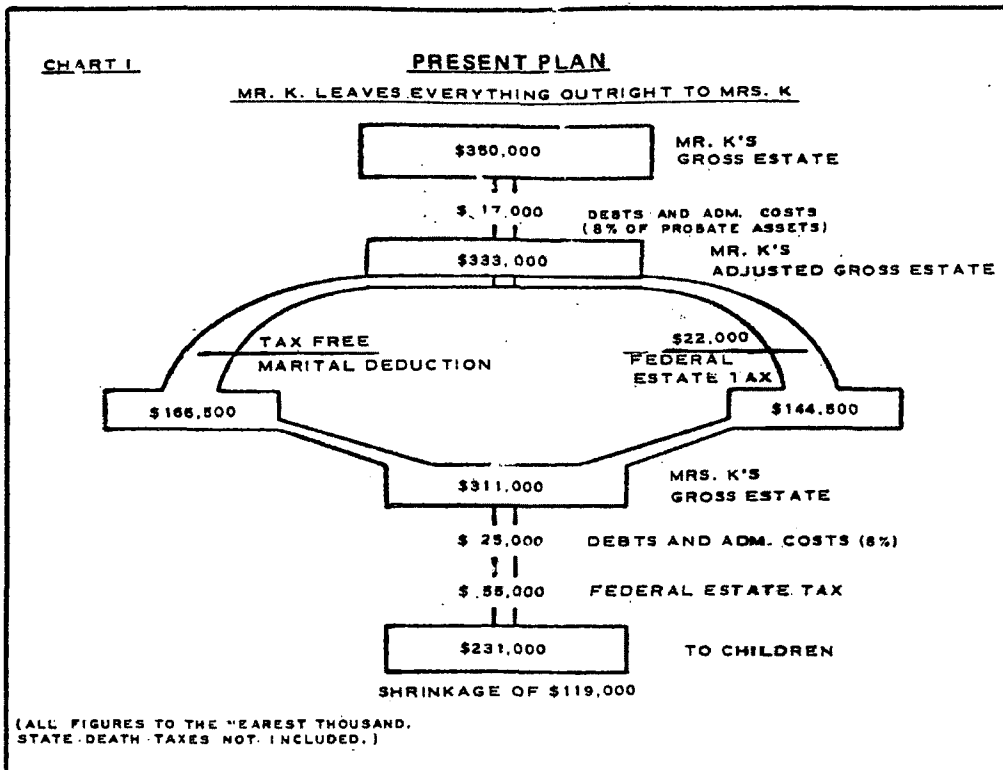 CHART I
PRESENT PLAN
MR. K. LEAVES EVERYTHING OUTRIGHT TO MRS. K
$350,000
MR. K'S
GROSS ESTATE
$ 17,000
DEBTS AND ADM. COSTS
(8% OF PROBATE ASSETS)
$333,000
MR. K'S
ADJUSTED GROSS ESTATE
TAX FREE
MARITAL DEDUCTION
$22,000
FEDERAL
ESTATE TAX
$166,500
$144,500
$311,000
MRS. K'S
GROSS ESTATE
$ 25,000
DEBTS AND ADM. COSTS (8%)
$ 55,000
FEDERAL ESTATE TAX
$231,000
TO CHILDREN
SHRINKAGE OF $119,000
(ALL FIGURES TO THE NEAREST THOUSAND.
STATE DEATH TAXES NOT INCLUDED.)